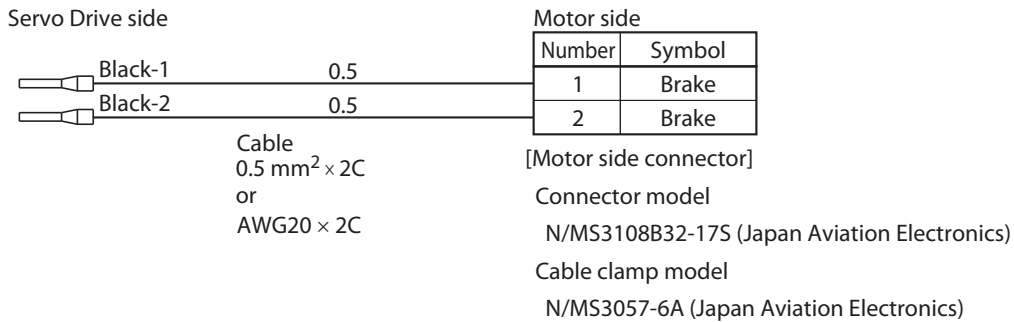 Servo Drive side
Motor side
Number Symbol
Black-1 0.5 1 Brake
Black-2 0.5 2 Brake
Cable
0.5 mm² × 2C
or
AWG20 × 2C
[Motor side connector]
Connector model
N/MS3108B32-17S (Japan Aviation Electronics)
Cable clamp model
N/MS3057-6A (Japan Aviation Electronics)